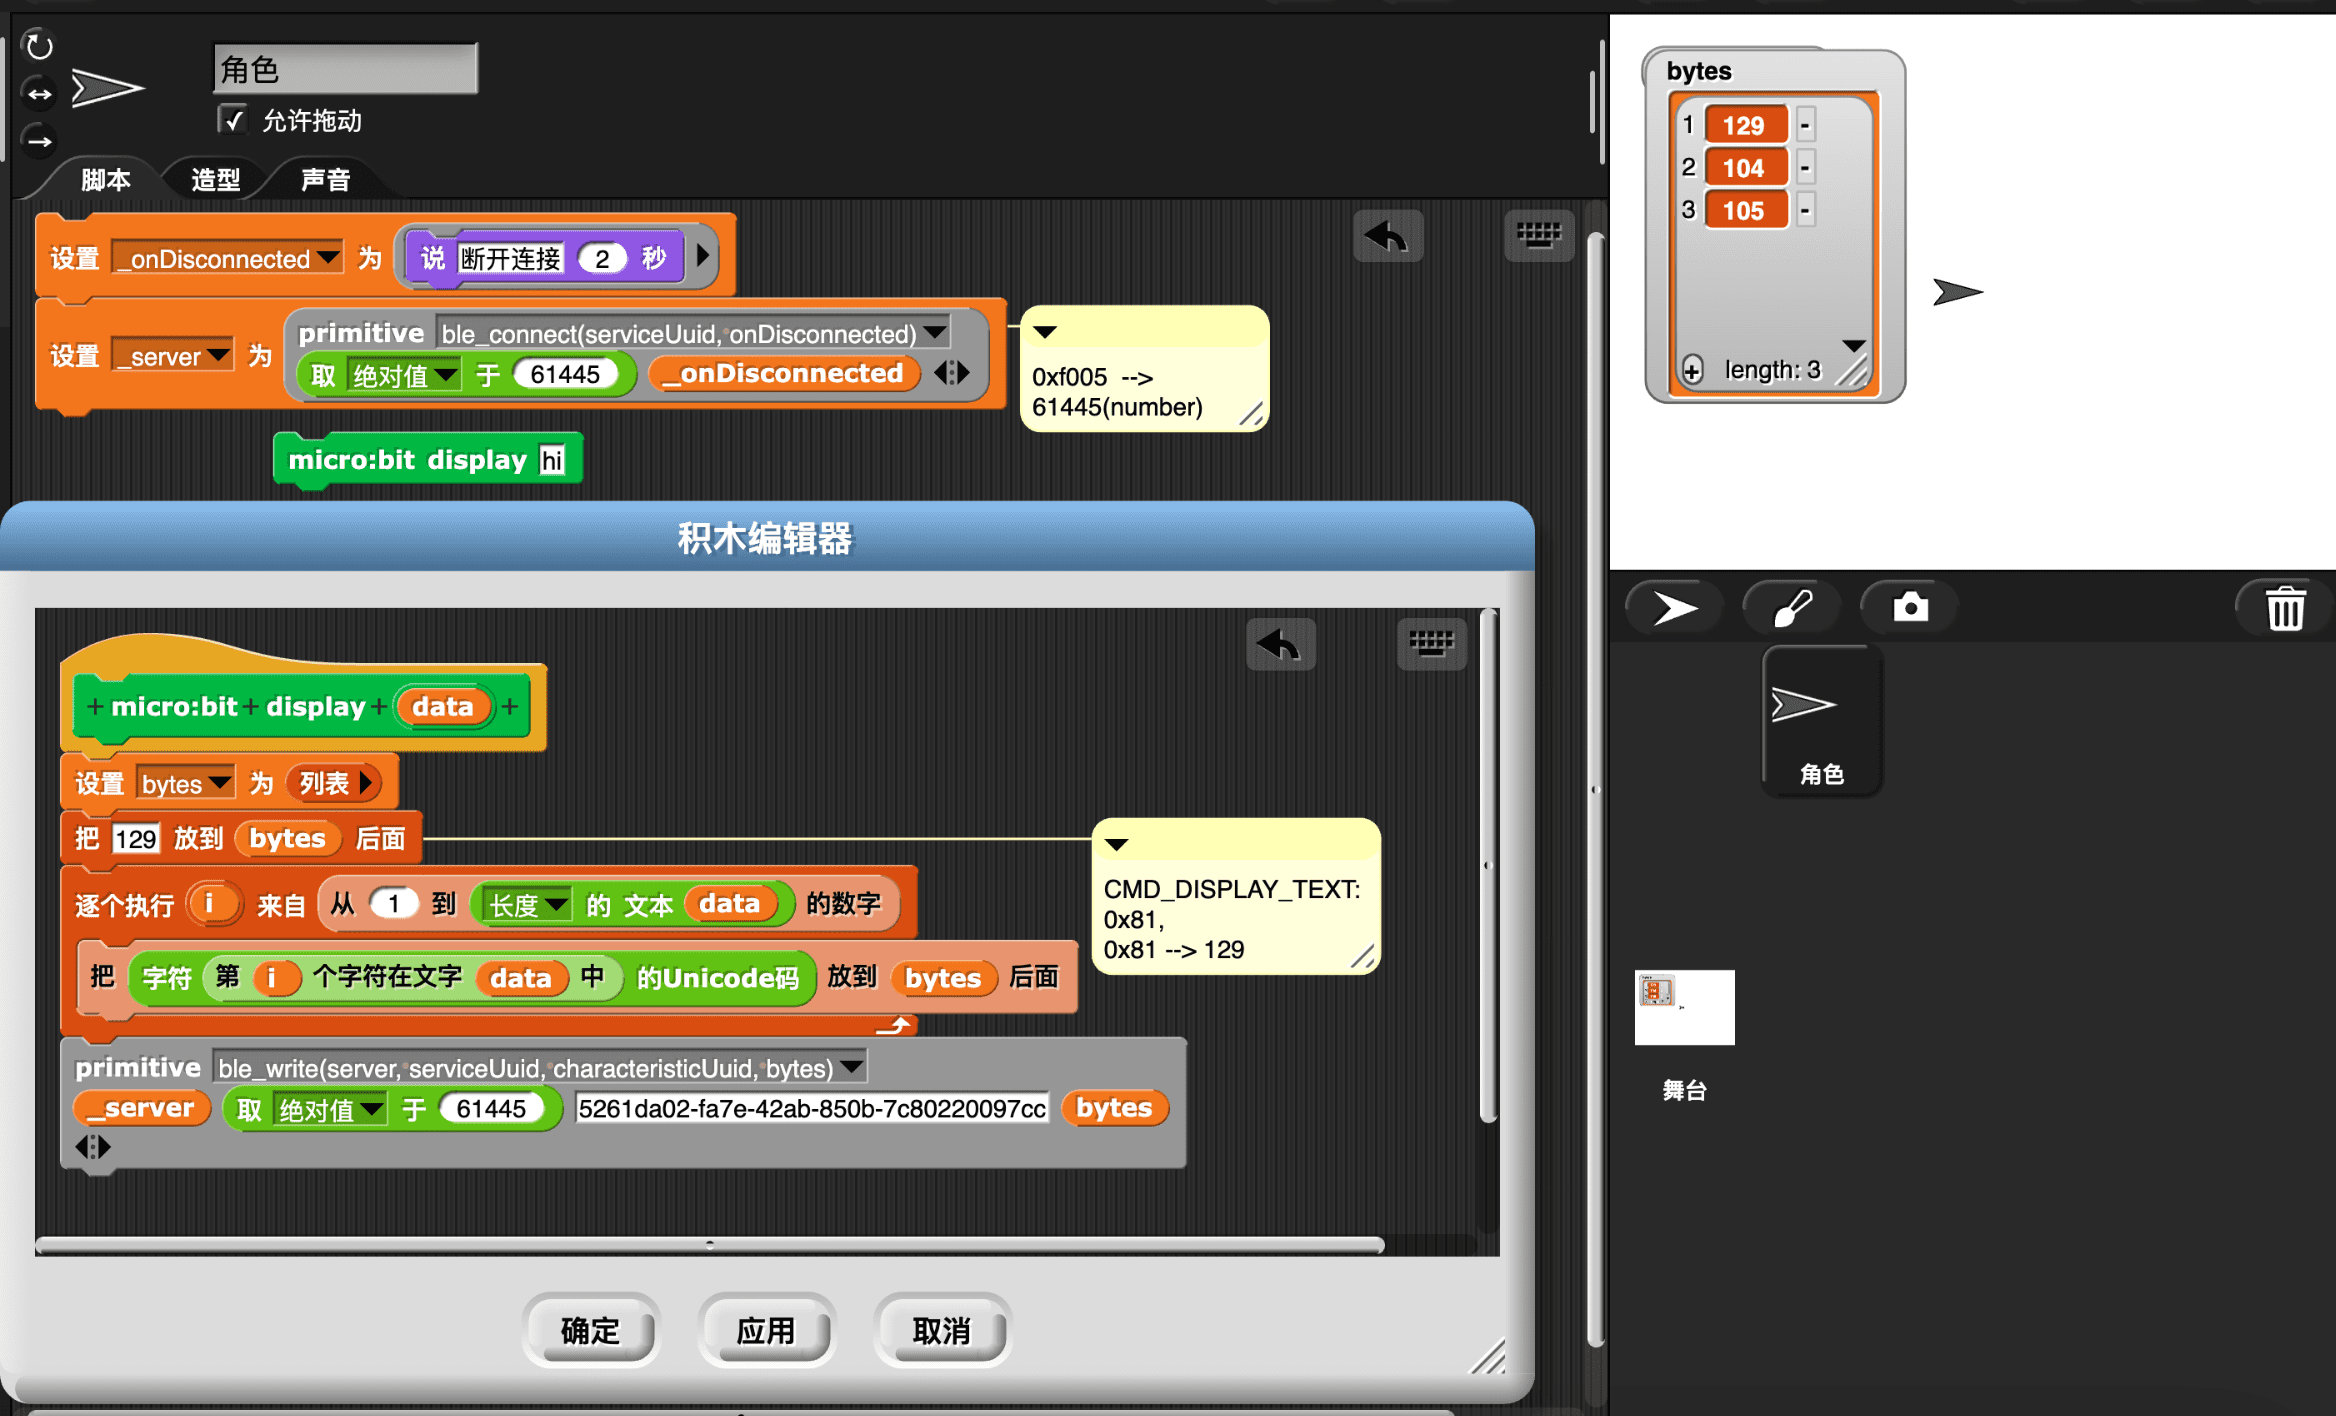 角色
允许拖动
脚本 造型 声音
设置 _onDisconnected 为 说 断开连接 2 秒
设置 _server 为 primitive ble_connect(serviceUuid, onDisconnected)
取 绝对值 于 61445 _onDisconnected
0xf005 -->
61445(number)
micro:bit display hi
积木编辑器
+ micro:bit + display + data +
设置 bytes 为 列表
把 129 放到 bytes 后面
逐个执行 i 来自 从 1 到 长度 的 文本 data 的数字
把 字符 第 i 个字符在文字 data 中 的Unicode码 放到 bytes 后面
CMD_DISPLAY_TEXT:
0x81,
0x81 --> 129
primitive ble_write(server, serviceUuid, characteristicUuid, bytes)
_server 取 绝对值 于 61445 5261da02-fa7e-42ab-850b-7c80220097cc bytes
确定 应用 取消
bytes
1 129 -
2 104 -
3 105 -
+ length: 3
角色
舞台